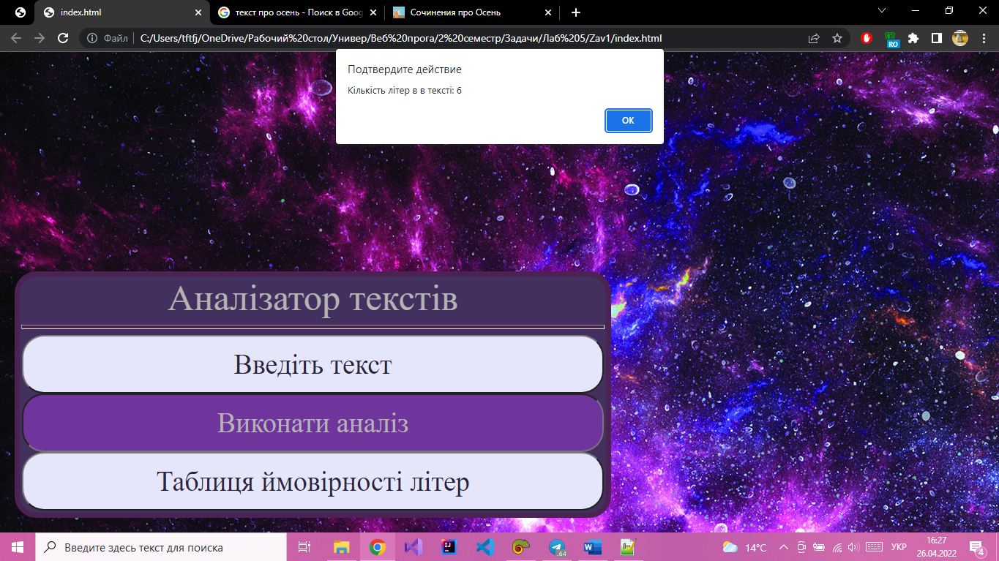 index.html
текст про осень - Поиск в Goog
Сочинения про Осень
Файл
C:/Users/tftfj/OneDrive/Рабочий%20стол/Универ/Веб%20прога/2%20семестр/Задачи/Лаб%205/Zav1/index.html
RO
Подтвердите действие
Кількість літер в в тексті: 6
ОК
Аналізатор текстів
Введіть текст
Виконати аналіз
Таблиця ймовірності літер
Введите здесь текст для поиска
IJ
W
.64
14°C
УКР
16:27
26.04.2022
4